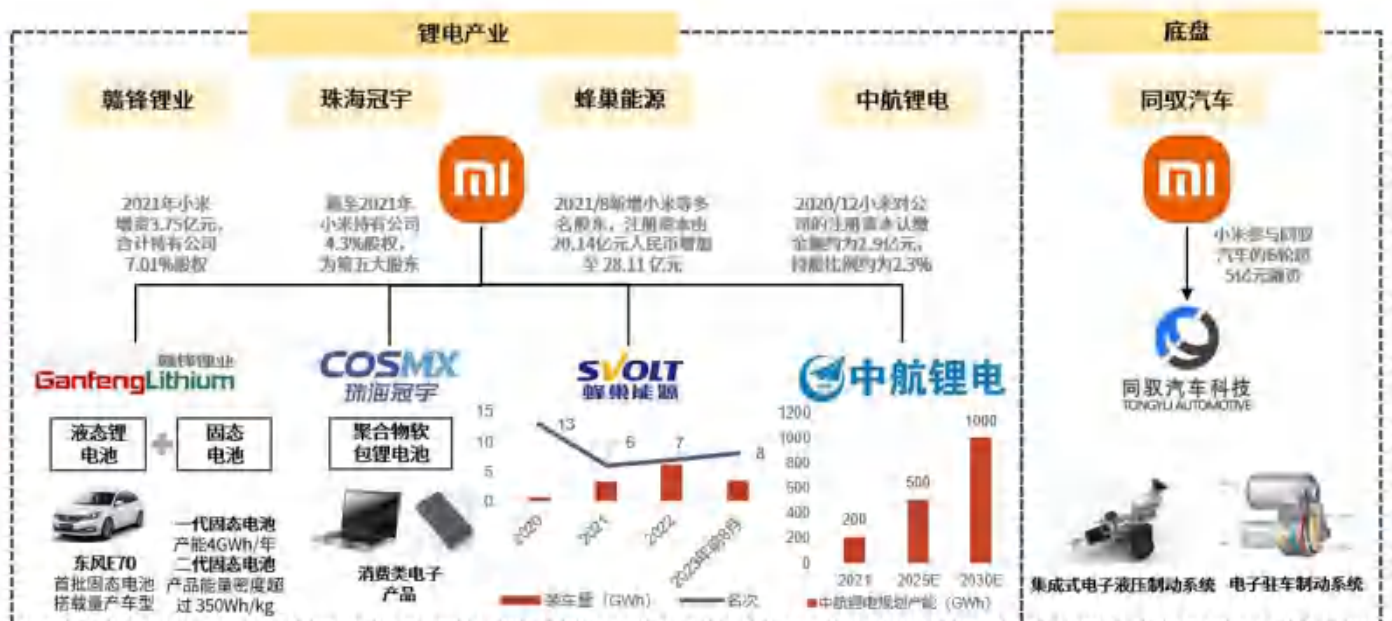 锂电产业
底盘
赣锋锂业
珠海冠宇
蜂巢能源
中航锂电
同驭汽车
mi
mi
2021年小米
增资3.75亿元,
合计持有公司
7.01%股权
截至2021年
小米持有公司
4.3%股权,
为第五大股东
2021/8新增小米等多
名股东，注册资本由
20.14亿元人民币增加
至 28.11 亿元
2020/12小米对公
司的注册资本认缴
金额约为2.9亿元,
持股比例约为2.3%
小米参与同驭
汽车的B轮超
5亿元融资
赣锋锂业
GanfengLithium
COSMX
珠海冠宇
SVOLT
蜂巢能源
中航锂电
同驭汽车科技
TONGYU AUTOMOTIVE
液态锂
电池
固态
电池
东风E70
首批固态电池
搭载量产车型
一代固态电池
产能4GWh/年
二代固态电池
产品能量密度超
过 350Wh/kg
聚合物软
包锂电池
消费类电子
产品
15
10
5
0
13
6
7
8
2020
2021
2022
2023年前8月
装车量（GWh）
名次
1200
1000
800
600
400
200
0
200
500
1000
2021
2025E
2030E
中航锂电规划产能（GWh）
集成式电子液压制动系统
电子驻车制动系统